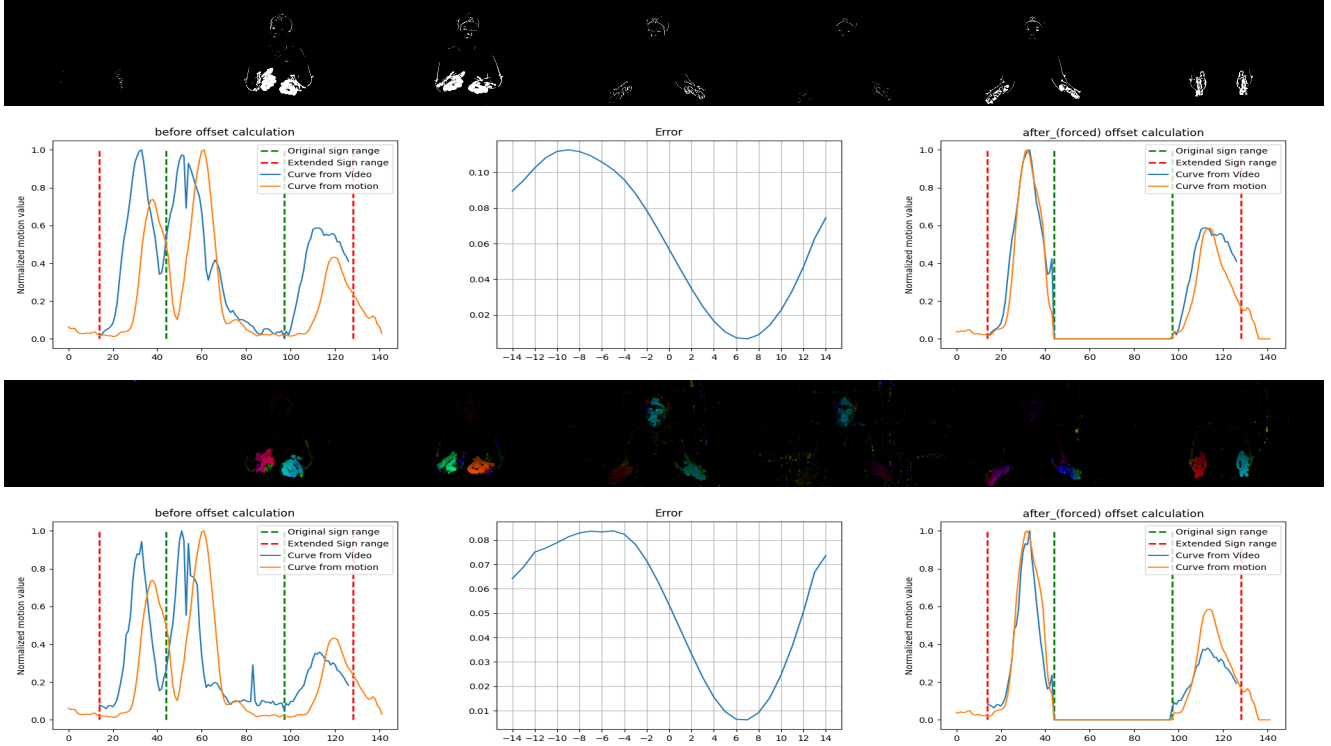 before offset calculation
Normalized motion value
1.0
0.8
0.6
0.4
0.2
0.0
0 20 40 60 80 100 120 140
Original sign range
Extended Sign range
Curve from Video
Curve from motion
Error
0.10
0.08
0.06
0.04
0.02
−14 −12 −10 −8 −6 −4 −2 0 2 4 6 8 10 12 14
after_(forced) offset calculation
Normalized motion value
1.0
0.8
0.6
0.4
0.2
0.0
0 20 40 60 80 100 120 140
Original sign range
Extended Sign range
Curve from Video
Curve from motion
before offset calculation
Normalized motion value
1.0
0.8
0.6
0.4
0.2
0.0
0 20 40 60 80 100 120 140
Original sign range
Extended Sign range
Curve from Video
Curve from motion
Error
0.08
0.07
0.06
0.05
0.04
0.03
0.02
0.01
−14 −12 −10 −8 −6 −4 −2 0 2 4 6 8 10 12 14
after_(forced) offset calculation
Normalized motion value
1.0
0.8
0.6
0.4
0.2
0.0
0 20 40 60 80 100 120 140
Original sign range
Extended Sign range
Curve from Video
Curve from motion